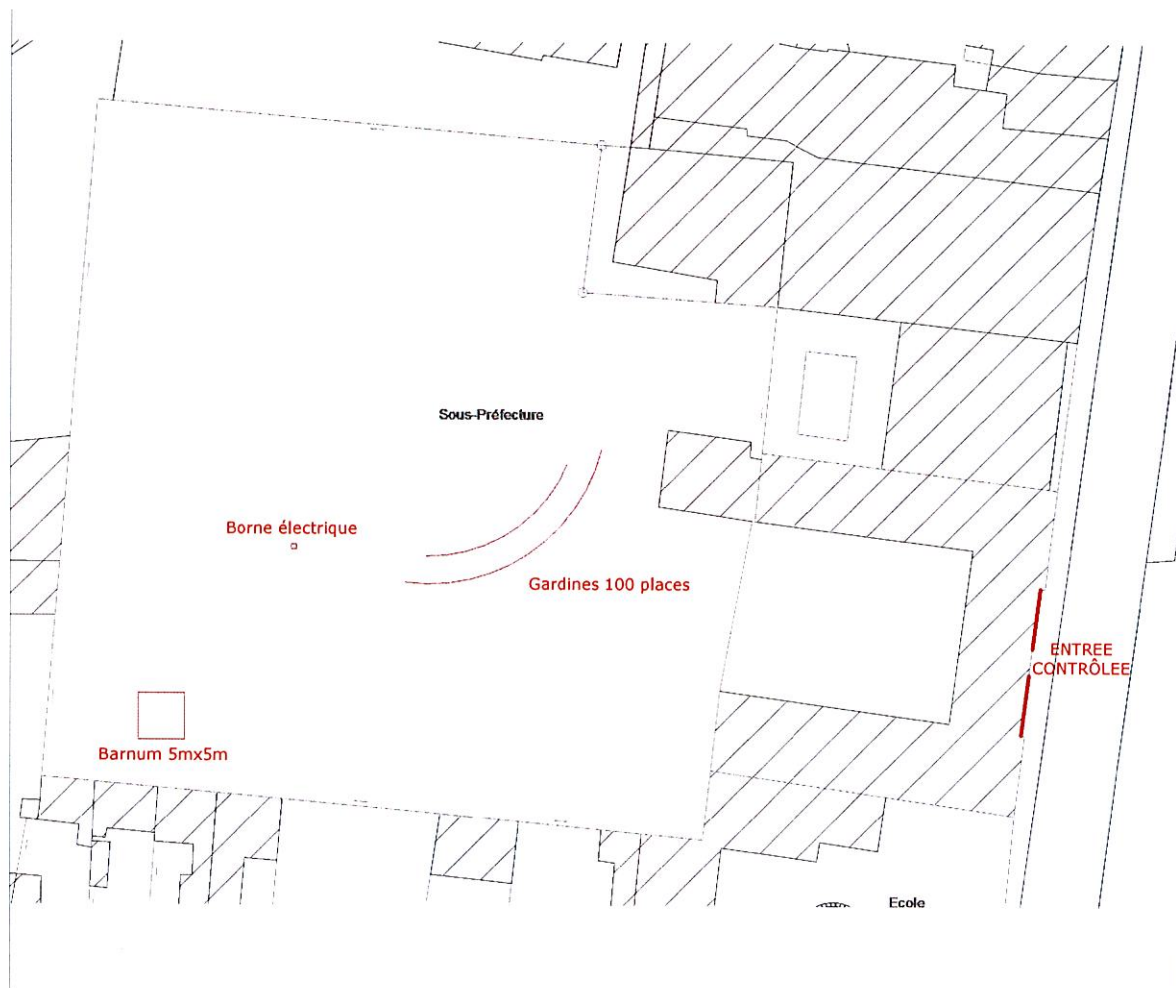 Sous-Préfecture
Borne électrique
Gardines 100 places
ENTREE
CONTRÔLEE
Barnum 5mx5m
Ecole